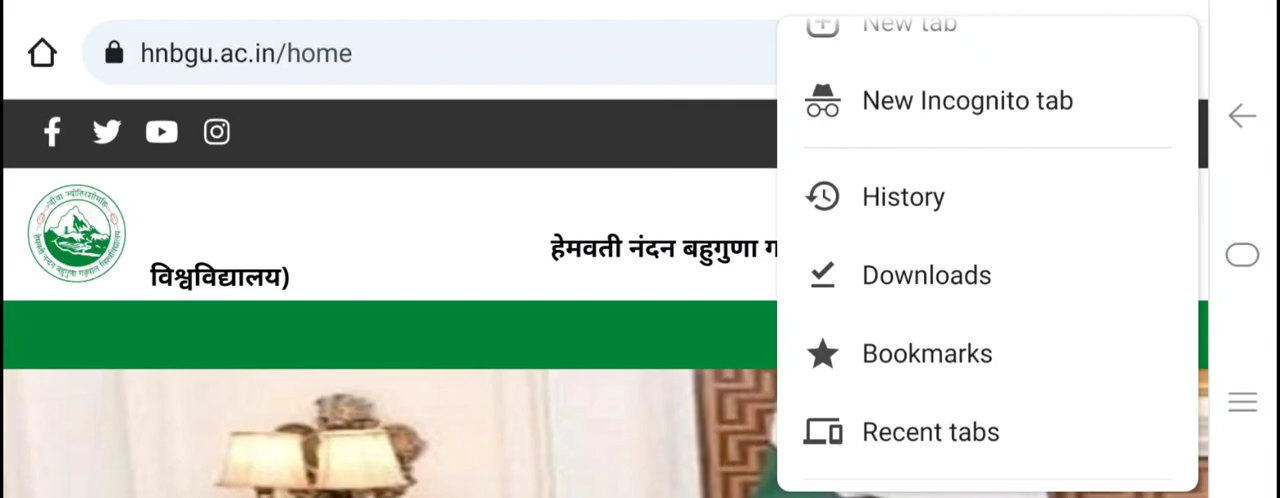 New tab
hnbgu.ac.in/home
New Incognito tab
History
हेमवती नंदन बहुगुणा ग
विश्वविद्यालय)
Downloads
Bookmarks
Recent tabs